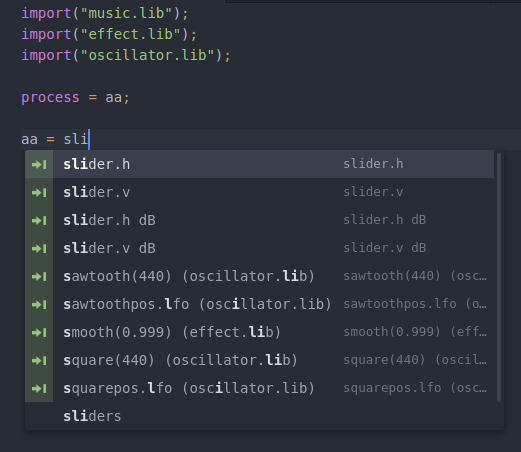 import("music.lib");
import("effect.lib");
import("oscillator.lib");
process = aa;
aa = sli
slider.h slider.h
slider.v slider.v
slider.h dB slider.h dB
slider.v dB slider.v dB
sawtooth(440) (oscillator.lib) sawtooth(440) (osc…
sawtoothpos.lfo (oscillator.lib) sawtoothpos.lfo (o…
smooth(0.999) (effect.lib) smooth(0.999) (eff…
square(440) (oscillator.lib) square(440) (oscil…
squarepos.lfo (oscillator.lib) squarepos.lfo (osc…
sliders